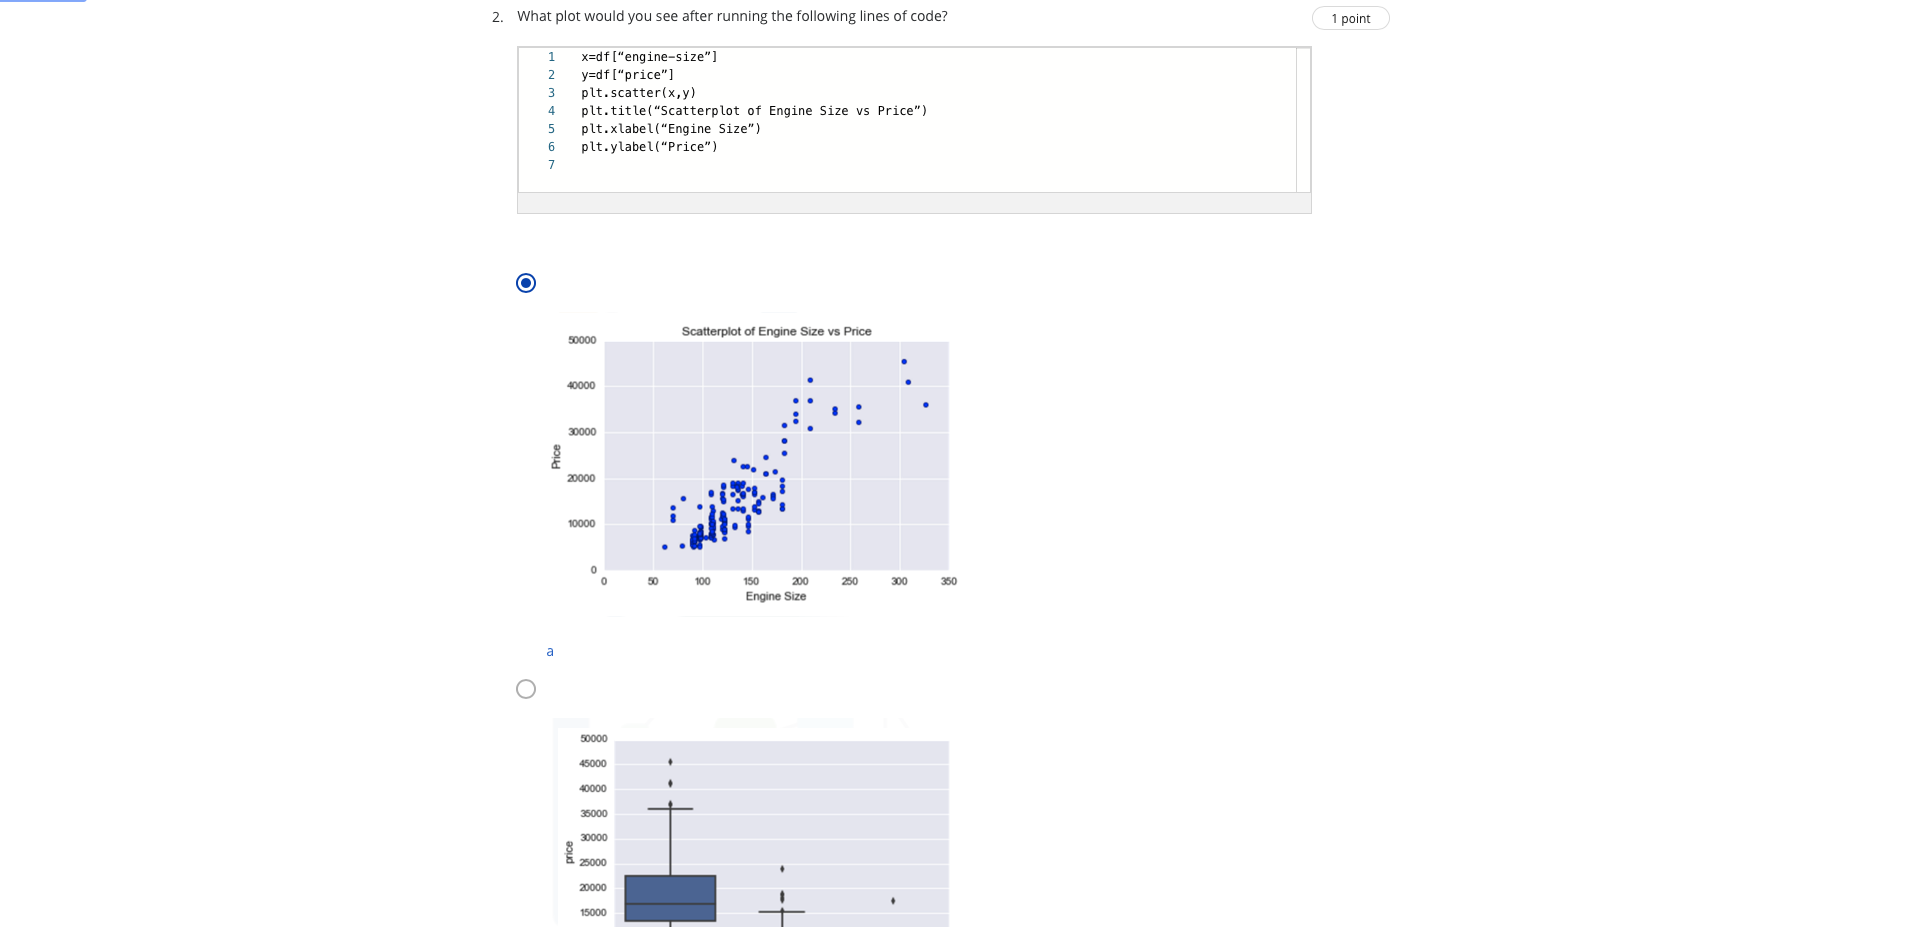 2. What plot would you see after running the following lines of code?
1 point
1 x=df[“engine-size”]
2 y=df[“price”]
3 plt.scatter(x,y)
4 plt.title(“Scatterplot of Engine Size vs Price”)
5 plt.xlabel(“Engine Size”)
6 plt.ylabel(“Price”)
7
Scatterplot of Engine Size vs Price
50000
40000
30000
Price
20000
10000
0
0 50 100 150 200 250 300 350
Engine Size
a
50000
45000
40000
35000
30000
price
25000
20000
15000